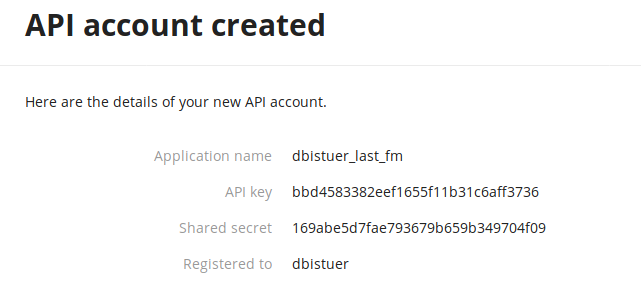 API account created
Here are the details of your new API account.
Application name dbistuer_last_fm
API key bbd4583382eef1655f11b31c6aff3736
Shared secret 169abe5d7fae793679b659b349704f09
Registered to dbistuer